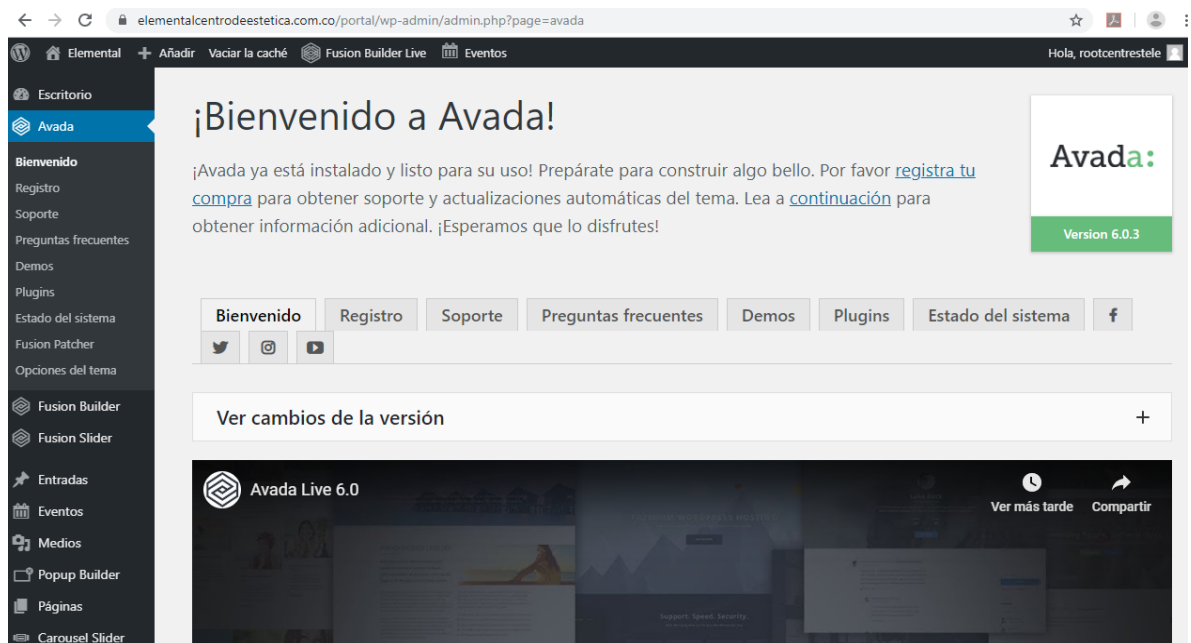 elementalcentrodeestetica.com.co/portal/wp-admin/admin.php?page=avada
Elemental + Añadir Vaciar la caché Fusion Builder Live Eventos Hola, rootcentrestele
Escritorio
Avada
Bienvenido
Registro
Soporte
Preguntas frecuentes
Demos
Plugins
Estado del sistema
Fusion Patcher
Opciones del tema
Fusion Builder
Fusion Slider
Entradas
Eventos
Medios
Popup Builder
Páginas
Carousel Slider
¡Bienvenido a Avada!
¡Avada ya está instalado y listo para su uso! Prepárate para construir algo bello. Por favor registra tu
compra para obtener soporte y actualizaciones automáticas del tema. Lea a continuación para
obtener información adicional. ¡Esperamos que lo disfrutes!
Avada:
Version 6.0.3
Bienvenido Registro Soporte Preguntas frecuentes Demos Plugins Estado del sistema
Ver cambios de la versión +
Avada Live 6.0
Ver más tarde Compartir
Support. Speed. Security.